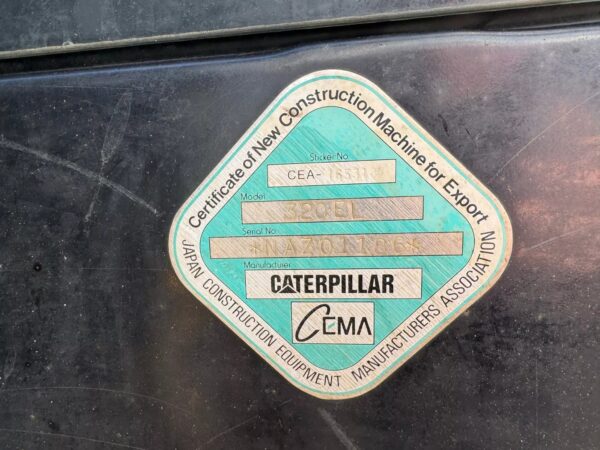 Certificate of New Construction Machine for Export
Sticker No
CEA-
Model
320EL
Serial No
*NAZ01106*
Manufacturer
CATERPILLAR
CEMA
JAPAN CONSTRUCTION EQUIPMENT MANUFACTURERS ASSOCIATION